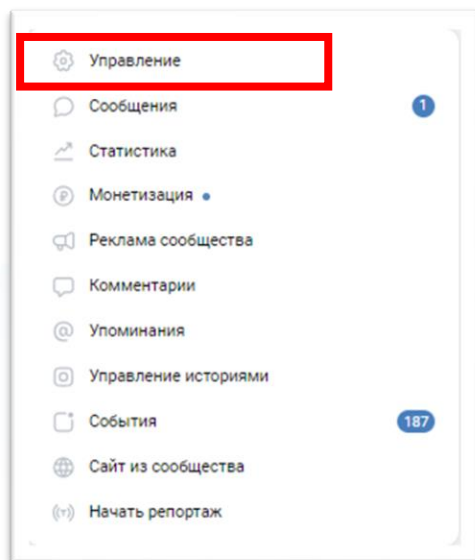 Управление
Сообщения 1
Статистика
Монетизация
Реклама сообщества
Комментарии
Упоминания
Управление историями
События 187
Сайт из сообщества
Начать репортаж